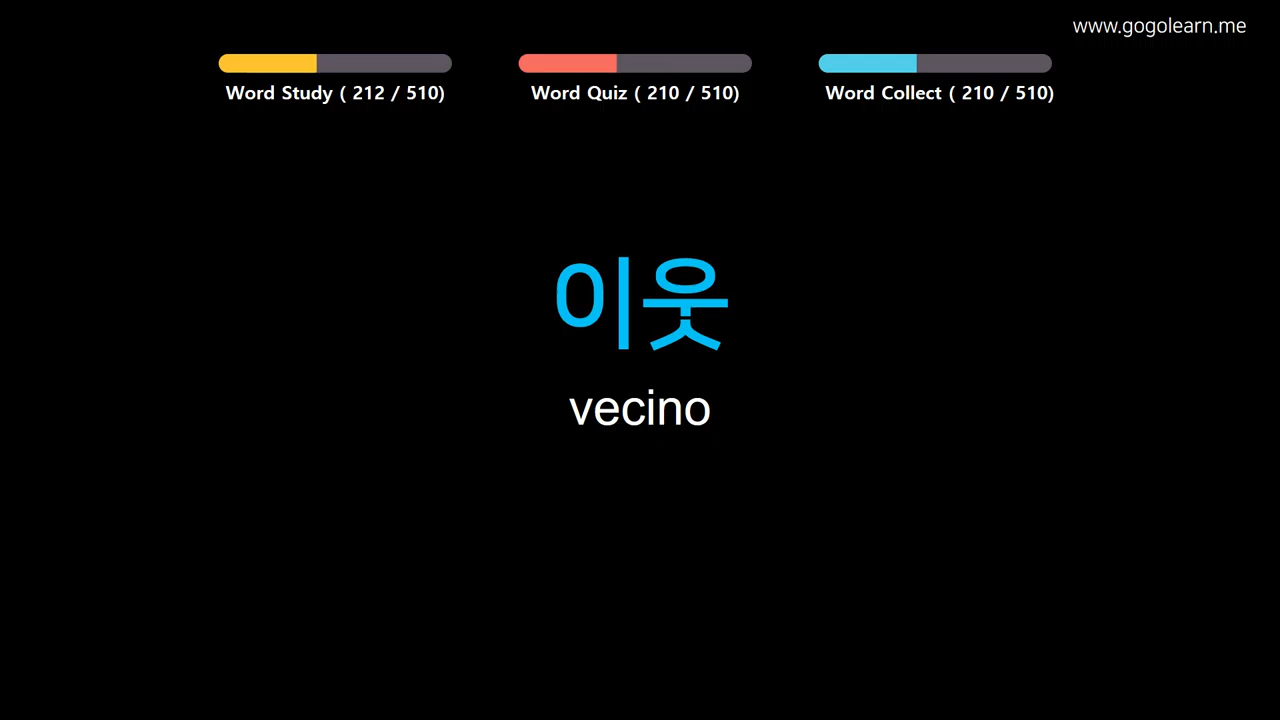 www.gogolearn.me
Word Study ( 212 / 510)
Word Quiz ( 210 / 510)
Word Collect ( 210 / 510)
이웃
vecino